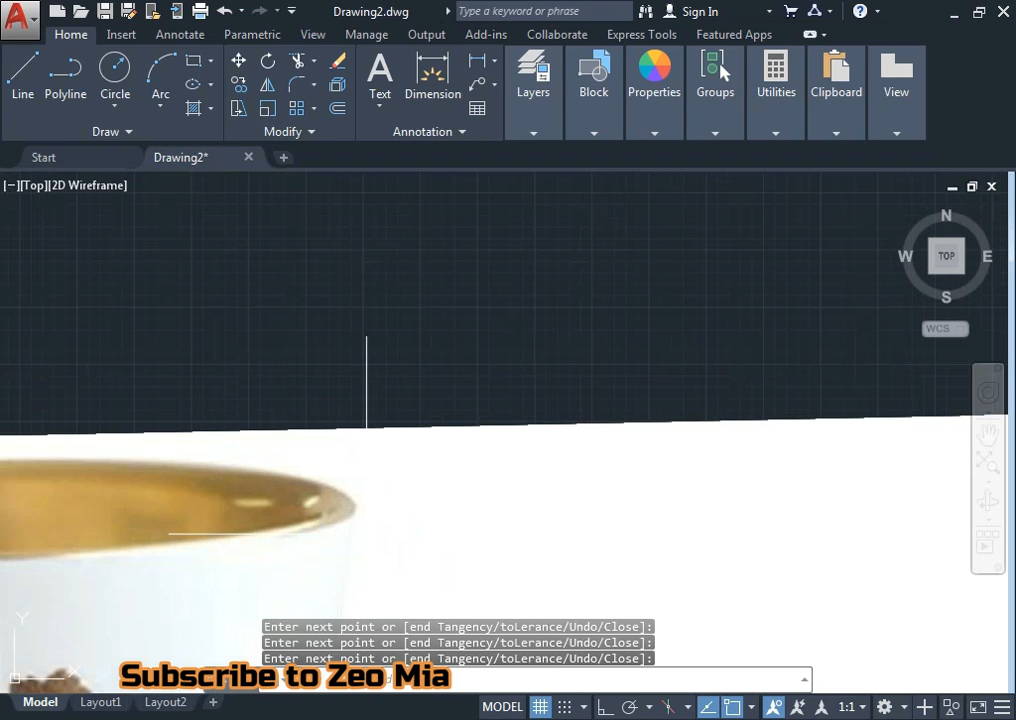 Drawing2.dwg
Type a keyword or phrase
Sign In
Home Insert Annotate Parametric View Manage Output Add-ins Collaborate Express Tools Featured Apps
Line Polyline Circle Arc
Text Dimension
Layers Block Properties Groups Utilities Clipboard View
Draw Modify Annotation
Start Drawing2*
[−][Top][2D Wireframe]
N
W TOP E
S
WCS
Y
X
Enter next point or [end Tangency/toLerance/Undo/Close]:
Enter next point or [end Tangency/toLerance/Undo/Close]:
Enter next point or [end Tangency/toLerance/Undo/Close]:
Subscribe to Zeo Mia
Model Layout1 Layout2
MODEL 1:1